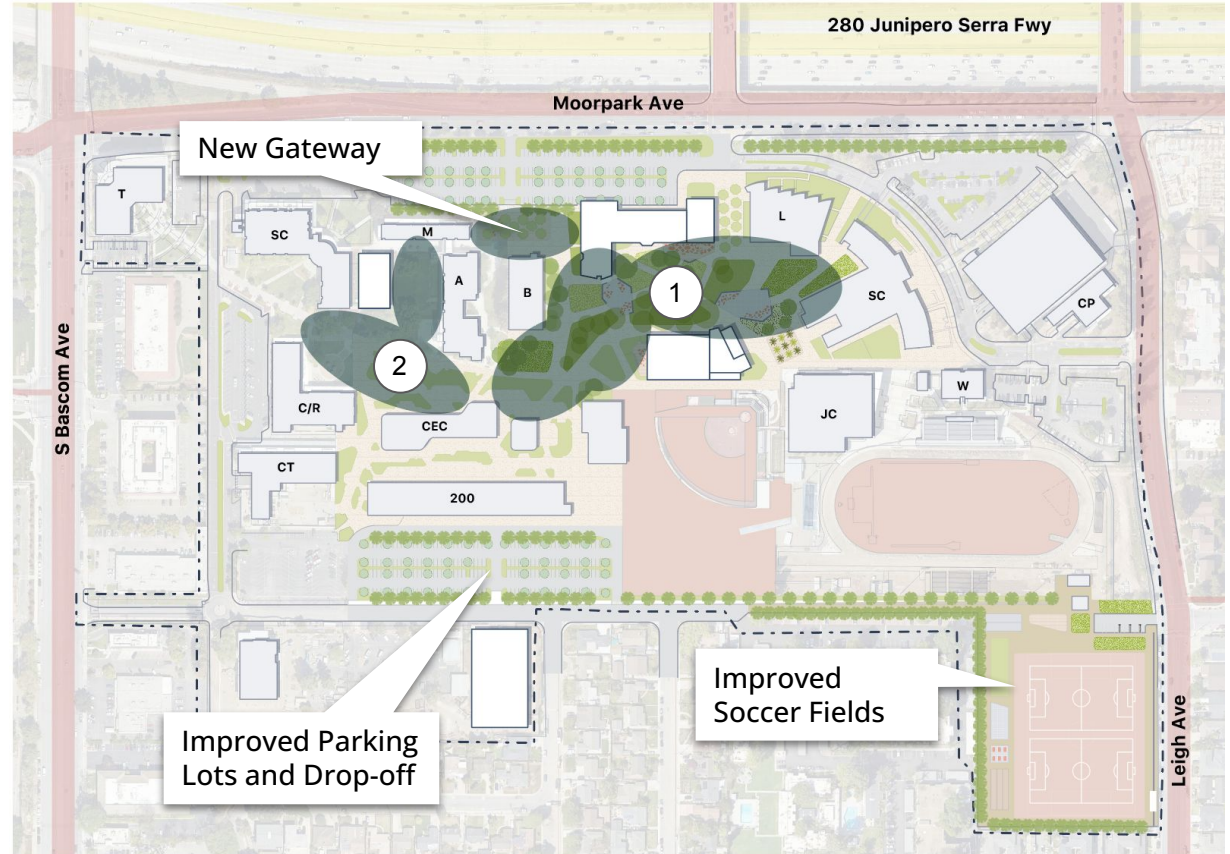 280 Junipero Serra Fwy
Moorpark Ave
New Gateway
T
L
SC
M
A
B
1
SC
CP
S Bascom Ave
2
C/R
W
JC
CEC
CT
200
Improved
Soccer Fields
Improved Parking
Lots and Drop-off
Leigh Ave